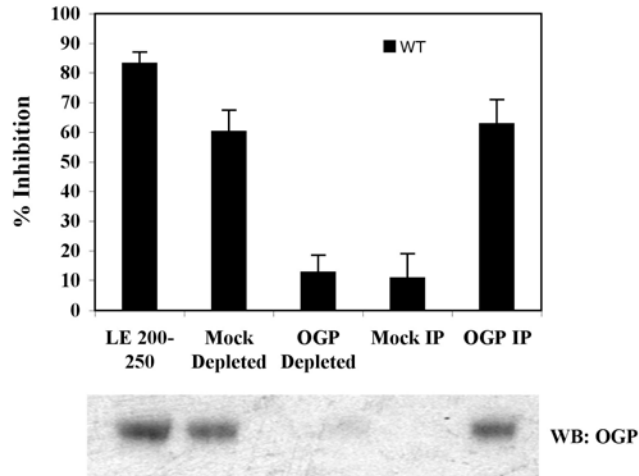 100
90
80
70
60
50
40
30
20
10
0
% Inhibition
WT
LE 200-
250
Mock
Depleted
OGP
Depleted
Mock IP
OGP IP
WB: OGP